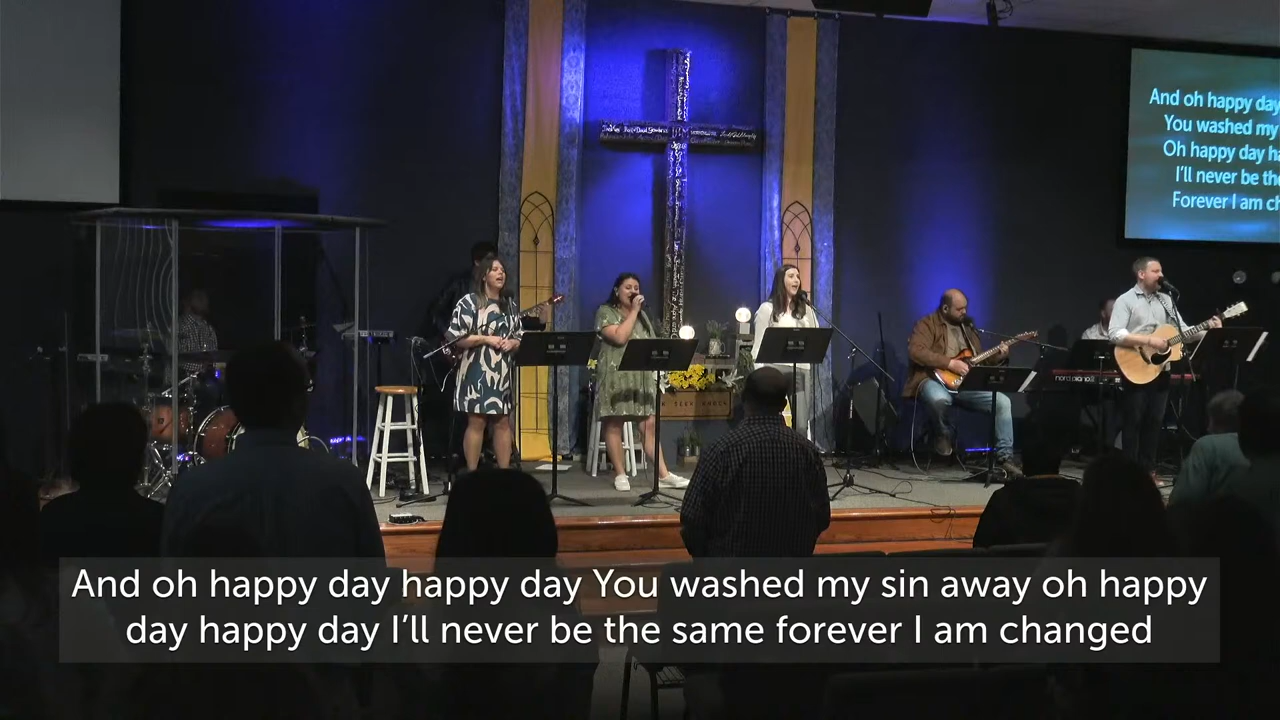 And oh happy day
You washed my
Oh happy day
I'll never be the
Forever I am
nord piano
And oh happy day happy day You washed my sin away oh happy
day happy day I'll never be the same forever I am changed